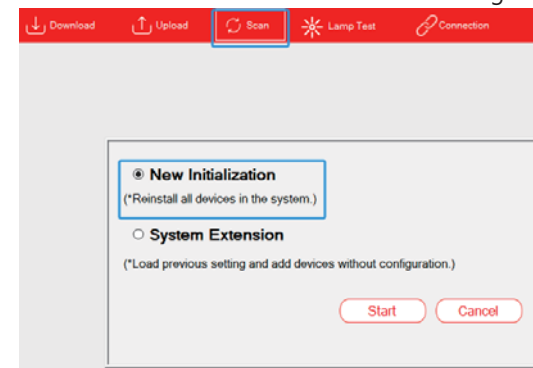 Download Upload Scan Lamp Test Connection
New Initialization
(*Reinstall all devices in the system.)
System Extension
(*Load previous setting and add devices without configuration.)
Start Cancel